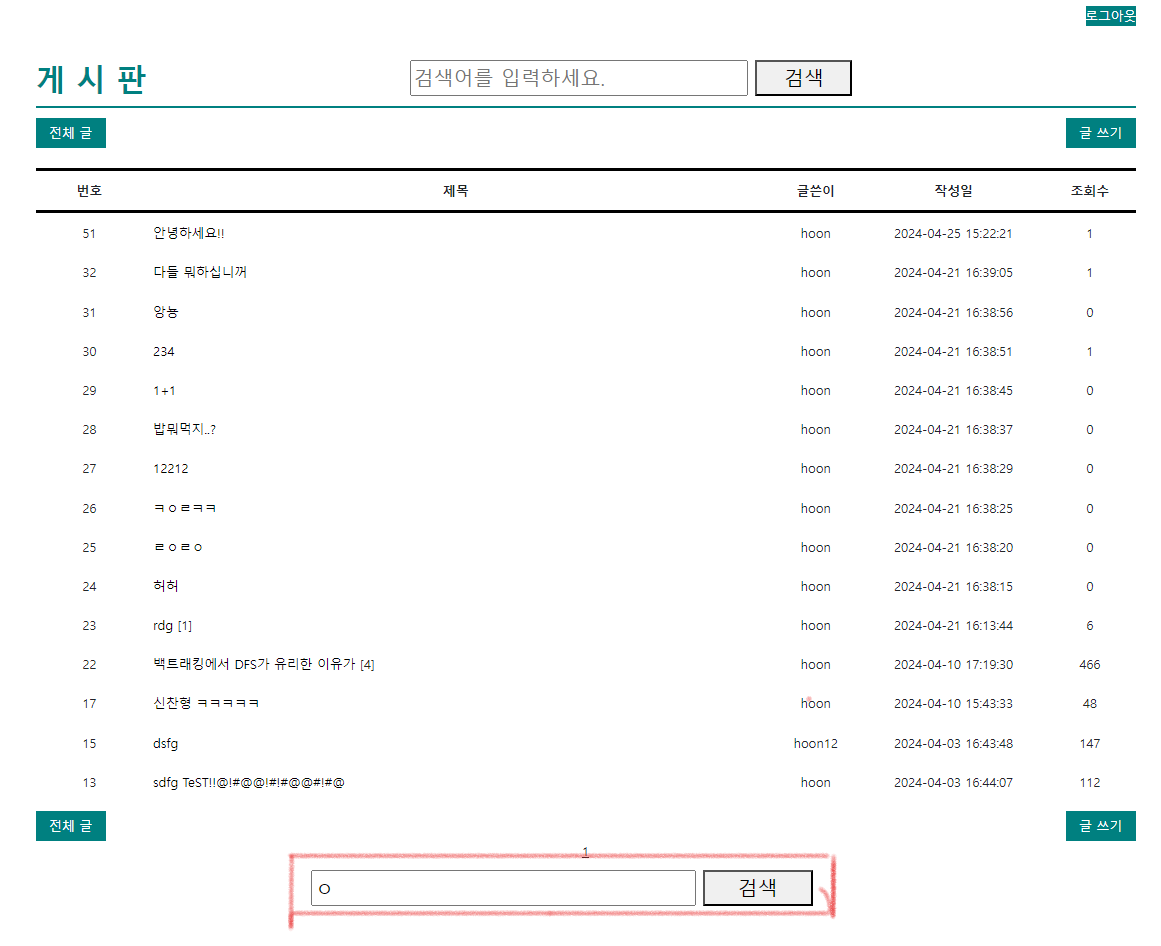 로그아웃
게 시 판 검색어를 입력하세요. 검색
전체 글 글 쓰기
번호 제목 글쓴이 작성일 조회수
51 안녕하세요!! hoon 2024-04-25 15:22:21 1
32 다들 뭐하십니꺼 hoon 2024-04-21 16:39:05 1
31 앙뇽 hoon 2024-04-21 16:38:56 0
30 234 hoon 2024-04-21 16:38:51 1
29 1+1 hoon 2024-04-21 16:38:45 0
28 밥뭐먹지..? hoon 2024-04-21 16:38:37 0
27 12212 hoon 2024-04-21 16:38:29 0
26 ㅋㅇㄹㅋㅋ hoon 2024-04-21 16:38:25 0
25 ㄹㅇㄹㅇ hoon 2024-04-21 16:38:20 0
24 허허 hoon 2024-04-21 16:38:15 0
23 rdg [1] hoon 2024-04-21 16:13:44 6
22 백트래킹에서 DFS가 유리한 이유가 [4] hoon 2024-04-10 17:19:30 466
17 신찬형 ㅋㅋㅋㅋㅋ hoon 2024-04-10 15:43:33 48
15 dsfg hoon12 2024-04-03 16:43:48 147
13 sdfg TeST!!@!#@@!#!#@@#!#@ hoon 2024-04-03 16:44:07 112
전체 글 글 쓰기
1
ㅇ 검색